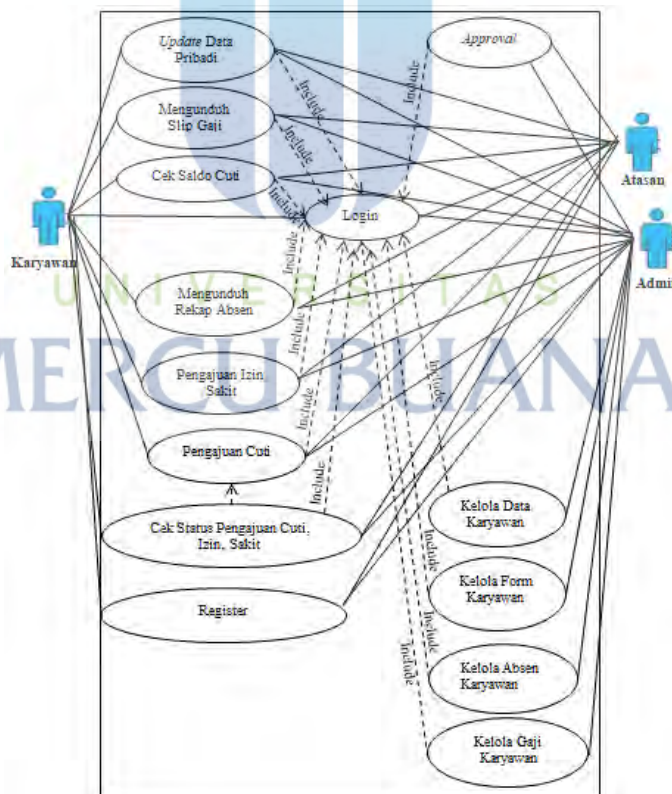 Update Data
Pribadi
Approval
Include
Include
Mengunduh
Slip Gaji
Include
Atasan
Cek Saldo Cuti
Include
Login
Karyawan
Include
Admin
UNIVERSITAS
Mengunduh
Rekap Absen
MERCU BUANA
Include
Pengajuan Izin,
Sakit
Include
Include
Pengajuan Cuti
Include
Cek Status Pengajuan Cuti,
Izin, Sakit
Kelola Data
Karyawan
Include
Kelola Form
Karyawan
Register
Include
Include
Kelola Absen
Karyawan
Kelola Gaji
Karyawan